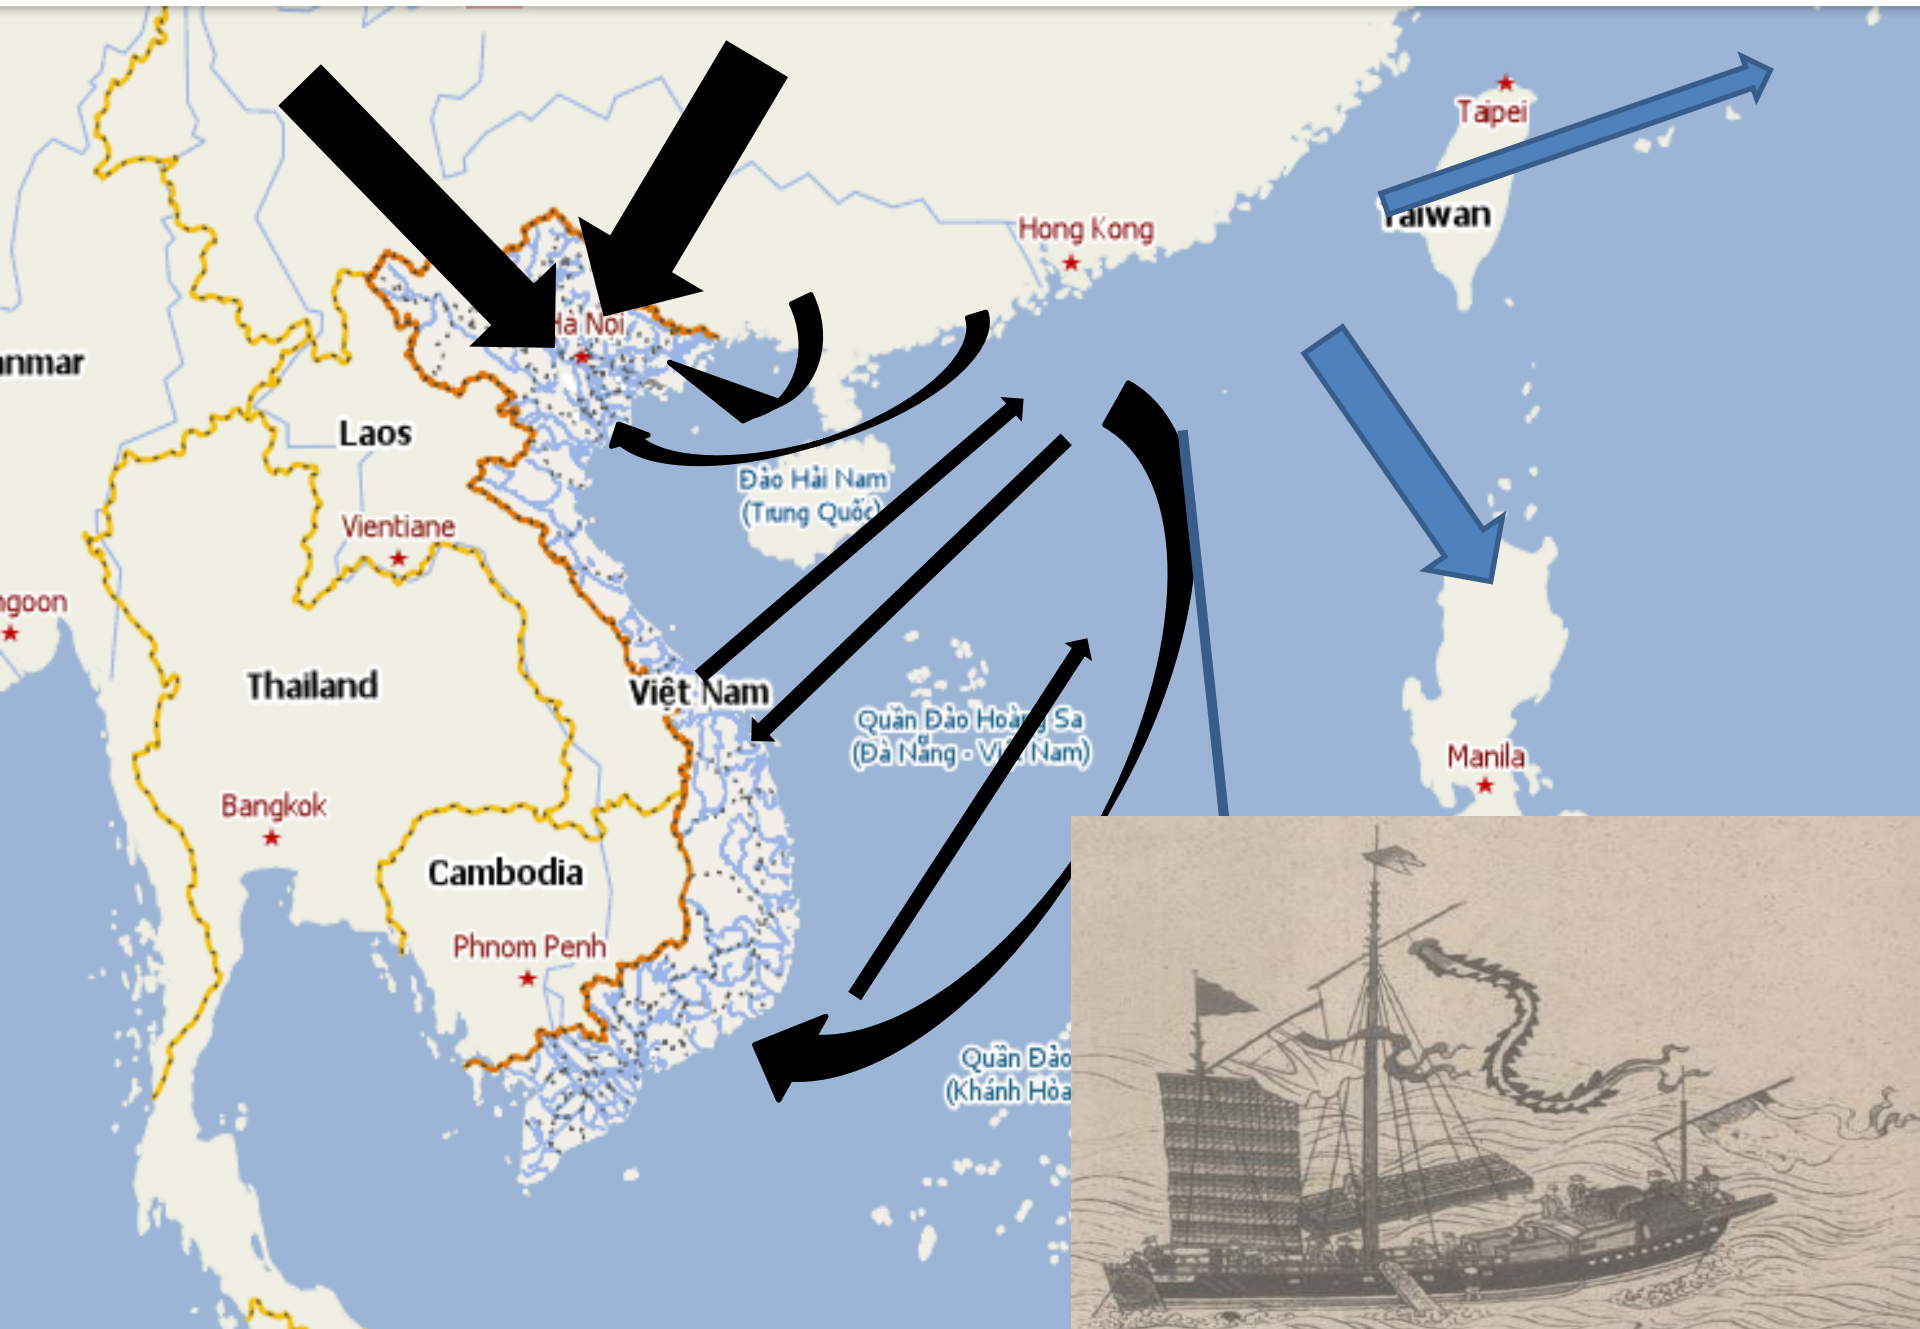 Taipei
Taiwan
Hong Kong
Hà Nội
nmar
Laos
Đảo Hải Nam
(Trung Quốc)
Vientiane
goon
Thailand
Việt Nam
Quần Đảo Hoàng Sa
(Đà Nẵng - Việt Nam)
Manila
Bangkok
Cambodia
Phnom Penh
Quần Đảo
(Khánh Hòa